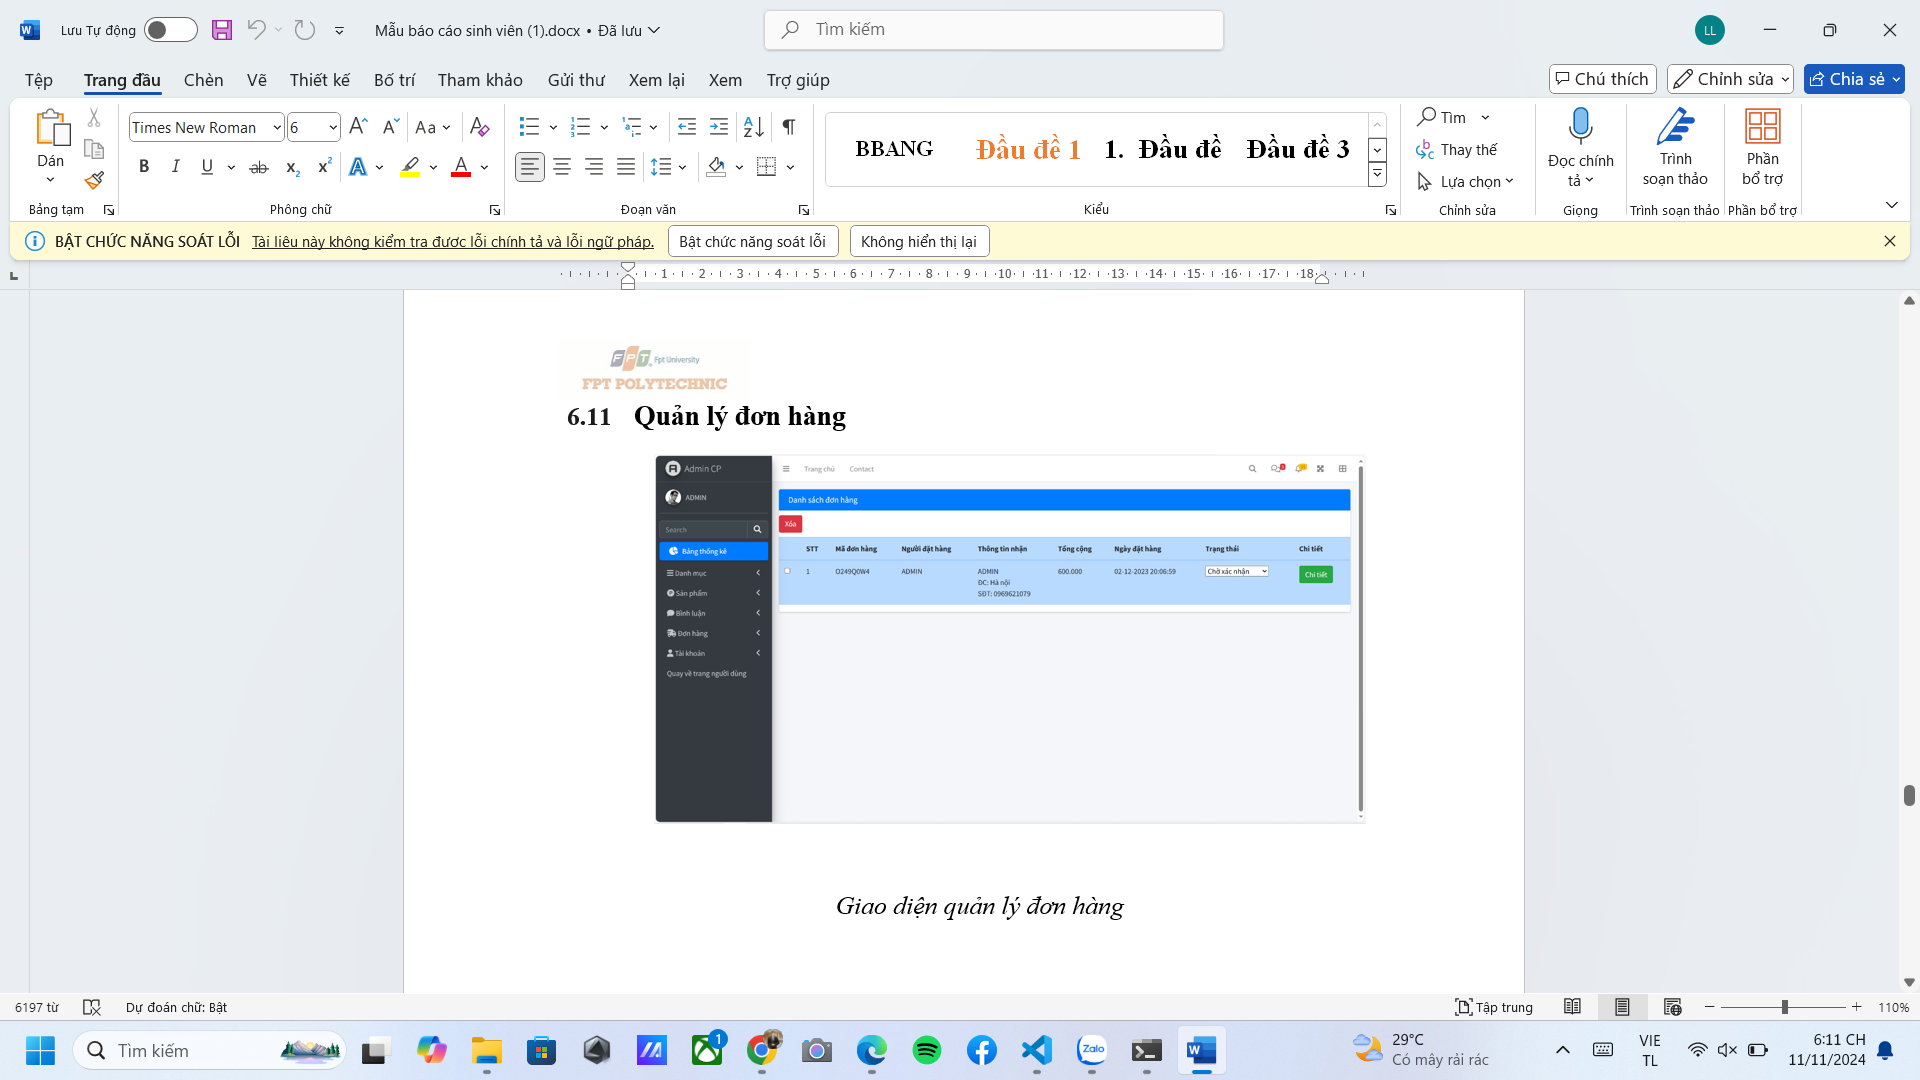 Lưu Tự động
Mẫu báo cáo sinh viên (1).docx • Đã lưu
Tìm kiếm
LL
Tệp Trang đầu Chèn Vẽ Thiết kế Bố trí Tham khảo Gửi thư Xem lại Xem Trợ giúp
Chú thích Chỉnh sửa Chia sẻ
Dán
Times New Roman 6
BBANG Đầu đề 1 1. Đầu đề Đầu đề 3
Tìm
Thay thế
Lựa chọn
Đọc chính tả
Trình soạn thảo
Phần bổ trợ
Bảng tạm Phông chữ Đoạn văn Kiểu Chỉnh sửa Giọng Trình soạn thảo Phần bổ trợ
BẬT CHỨC NĂNG SOÁT LỖI Tài liệu này không kiểm tra được lỗi chính tả và lỗi ngữ pháp. Bật chức năng soát lỗi Không hiển thị lại
1 2 3 4 5 6 7 8 9 10 11 12 13 14 15 16 17 18
FPT Fpt University
FPT POLYTECHNIC
6.11 Quản lý đơn hàng
Admin CP
Trang chủ Contact
ADMIN
Danh sách đơn hàng
Search
Xóa
Bảng thống kê
STT Mã đơn hàng Người đặt hàng Thông tin nhận Tổng cộng Ngày đặt hàng Trạng thái Chi tiết
1 O249Q0W4 ADMIN ADMIN 600.000 02-12-2023 20:06:59 Chờ xác nhận Chi tiết
ĐC: Hà nội
SĐT: 0969621079
Danh mục
Sản phẩm
Bình luận
Đơn hàng
Tài khoản
Quay về trang người dùng
Giao diện quản lý đơn hàng
6197 từ Dự đoán chữ: Bật
Tập trung
110%
Tìm kiếm
1
Zalo
29°C
Có mây rải rác
VIE
TL
6:11 CH
11/11/2024